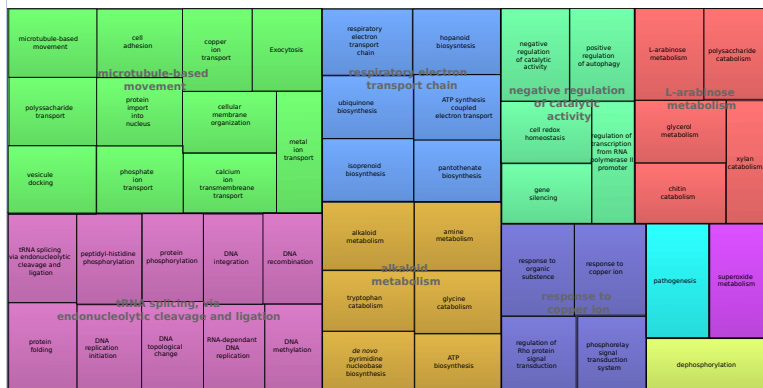 microtubule-based
movement
cell
adhesion
copper
ion
transport
Exocytosis
microtubule-based
movement
polyssacharide
transport
protein
import
into
nucleus
cellular
membrane
organization
metal
ion
transport
vesicule
docking
phosphate
ion
transport
calcium
ion
transmembreane
transport
respiratory
electron
transport
chain
hopanoid
biosynstesis
respiratory electron
transport chain
ubiquinone
biosynthesis
ATP synthesis
coupled
electron transport
isoprenoid
biosynthesis
pantothenate
biosynthesis
negative
regulation
of catalytic
activity
positive
regulation
of autophagy
negative regulation
of catalytic
activity
cell redox
homeostasis
regulation of
transcription
from RNA
polymerase II
promoter
gene
silencing
L-arabinose
metabolism
polysaccharide
catabolism
L-arabinose
metabolism
glycerol
metabolism
xylan
catabolism
chitin
catabolism
tRNA splicing
via endonucleolytic
cleavage and
ligation
peptidyl-histidine
phosphorylation
protein
phosphorylation
DNA
integration
DNA
recombination
tRNA splicing, via
endonucleolytic cleavage and ligation
protein
folding
DNA
replication
initiation
DNA
topological
change
RNA-dependant
DNA
replication
DNA
methylation
alkaloid
metabolism
amine
metabolism
alkaloid
metabolism
tryptophan
catabolism
glycine
catabolism
de novo
pyrimidine
nucleobase
biosynthesis
ATP
biosynthesis
response to
organic
substence
response to
copper ion
response to
copper ion
regulation of
Rho protein
signal
transduction
phosphorelay
signal
transduction
system
pathogenesis
superoxide
metabolism
dephosphorylation